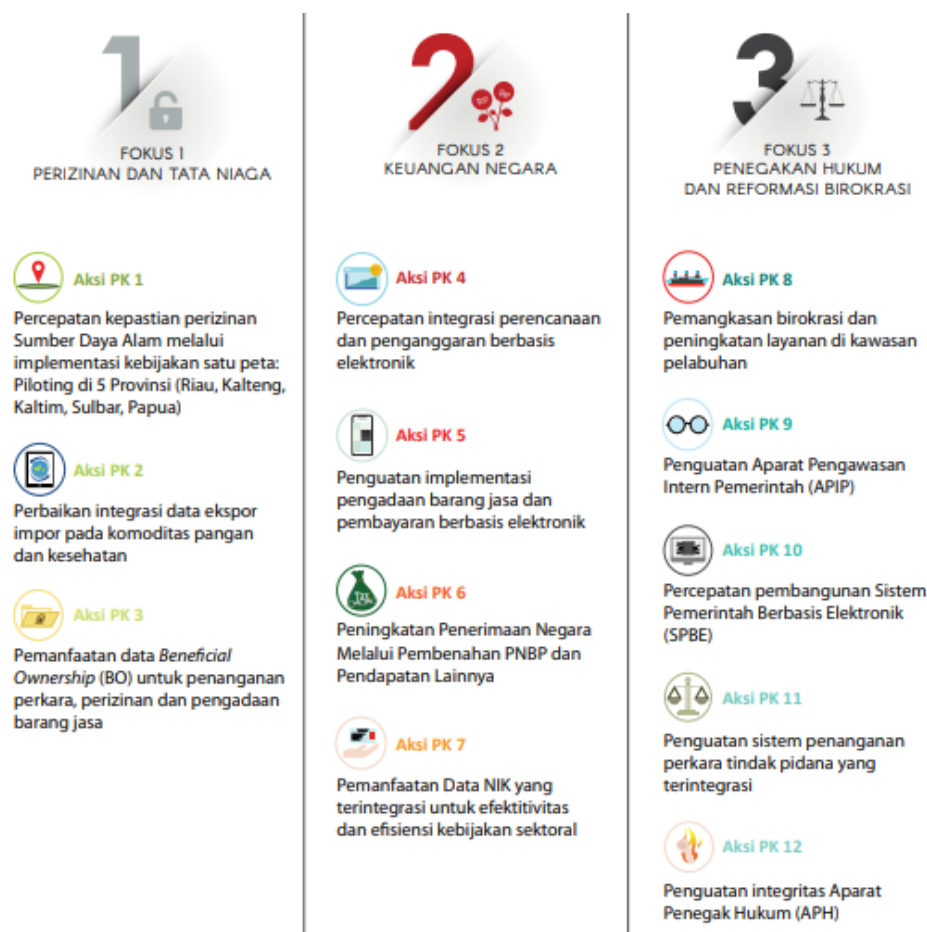 1
FOKUS 1
PERIZINAN DAN TATA NIAGA
Aksi PK 1
Percepatan kepastian perizinan
Sumber Daya Alam melalui
implementasi kebijakan satu peta:
Piloting di 5 Provinsi (Riau, Kalteng,
Kaltim, Sulbar, Papua)
Aksi PK 2
Perbaikan integrasi data ekspor
impor pada komoditas pangan
dan kesehatan
Aksi PK 3
Pemanfaatan data Beneficial
Ownership (BO) untuk penanganan
perkara, perizinan dan pengadaan
barang jasa
2
FOKUS 2
KEUANGAN NEGARA
Aksi PK 4
Percepatan integrasi perencanaan
dan penganggaran berbasis
elektronik
Aksi PK 5
Penguatan implementasi
pengadaan barang jasa dan
pembayaran berbasis elektronik
Aksi PK 6
Peningkatan Penerimaan Negara
Melalui Pembenahan PNBP dan
Pendapatan Lainnya
Aksi PK 7
Pemanfaatan Data NIK yang
terintegrasi untuk efektitivitas
dan efisiensi kebijakan sektoral
3
FOKUS 3
PENEGAKAN HUKUM
DAN REFORMASI BIROKRASI
Aksi PK 8
Pemangkasan birokrasi dan
peningkatan layanan di kawasan
pelabuhan
Aksi PK 9
Penguatan Aparat Pengawasan
Intern Pemerintah (APIP)
Aksi PK 10
Percepatan pembangunan Sistem
Pemerintah Berbasis Elektronik
(SPBE)
Aksi PK 11
Penguatan sistem penanganan
perkara tindak pidana yang
terintegrasi
Aksi PK 12
Penguatan integritas Aparat
Penegak Hukum (APH)